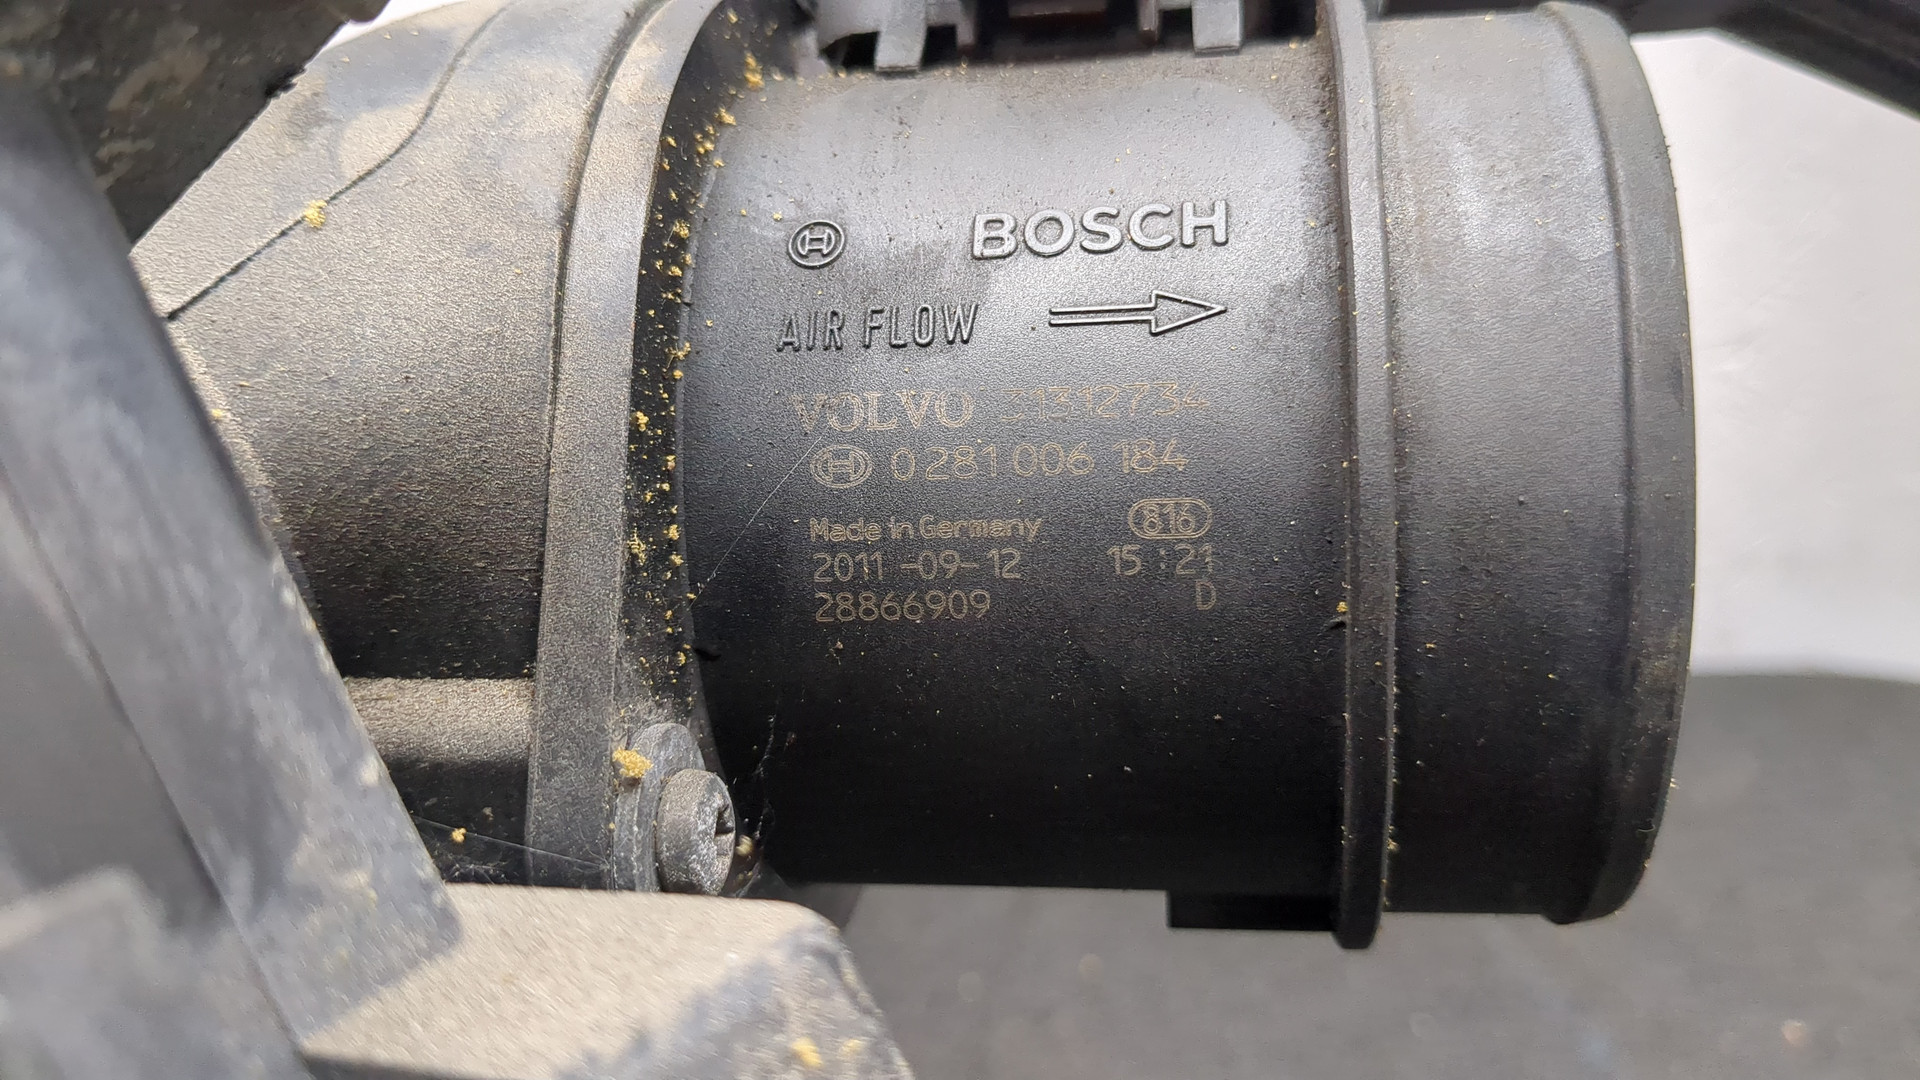 BOSCH
AIR FLOW
VOLVO 31312734
0 281 006 184
Made in Germany 816
2011-09-12 15:21
28866909 D